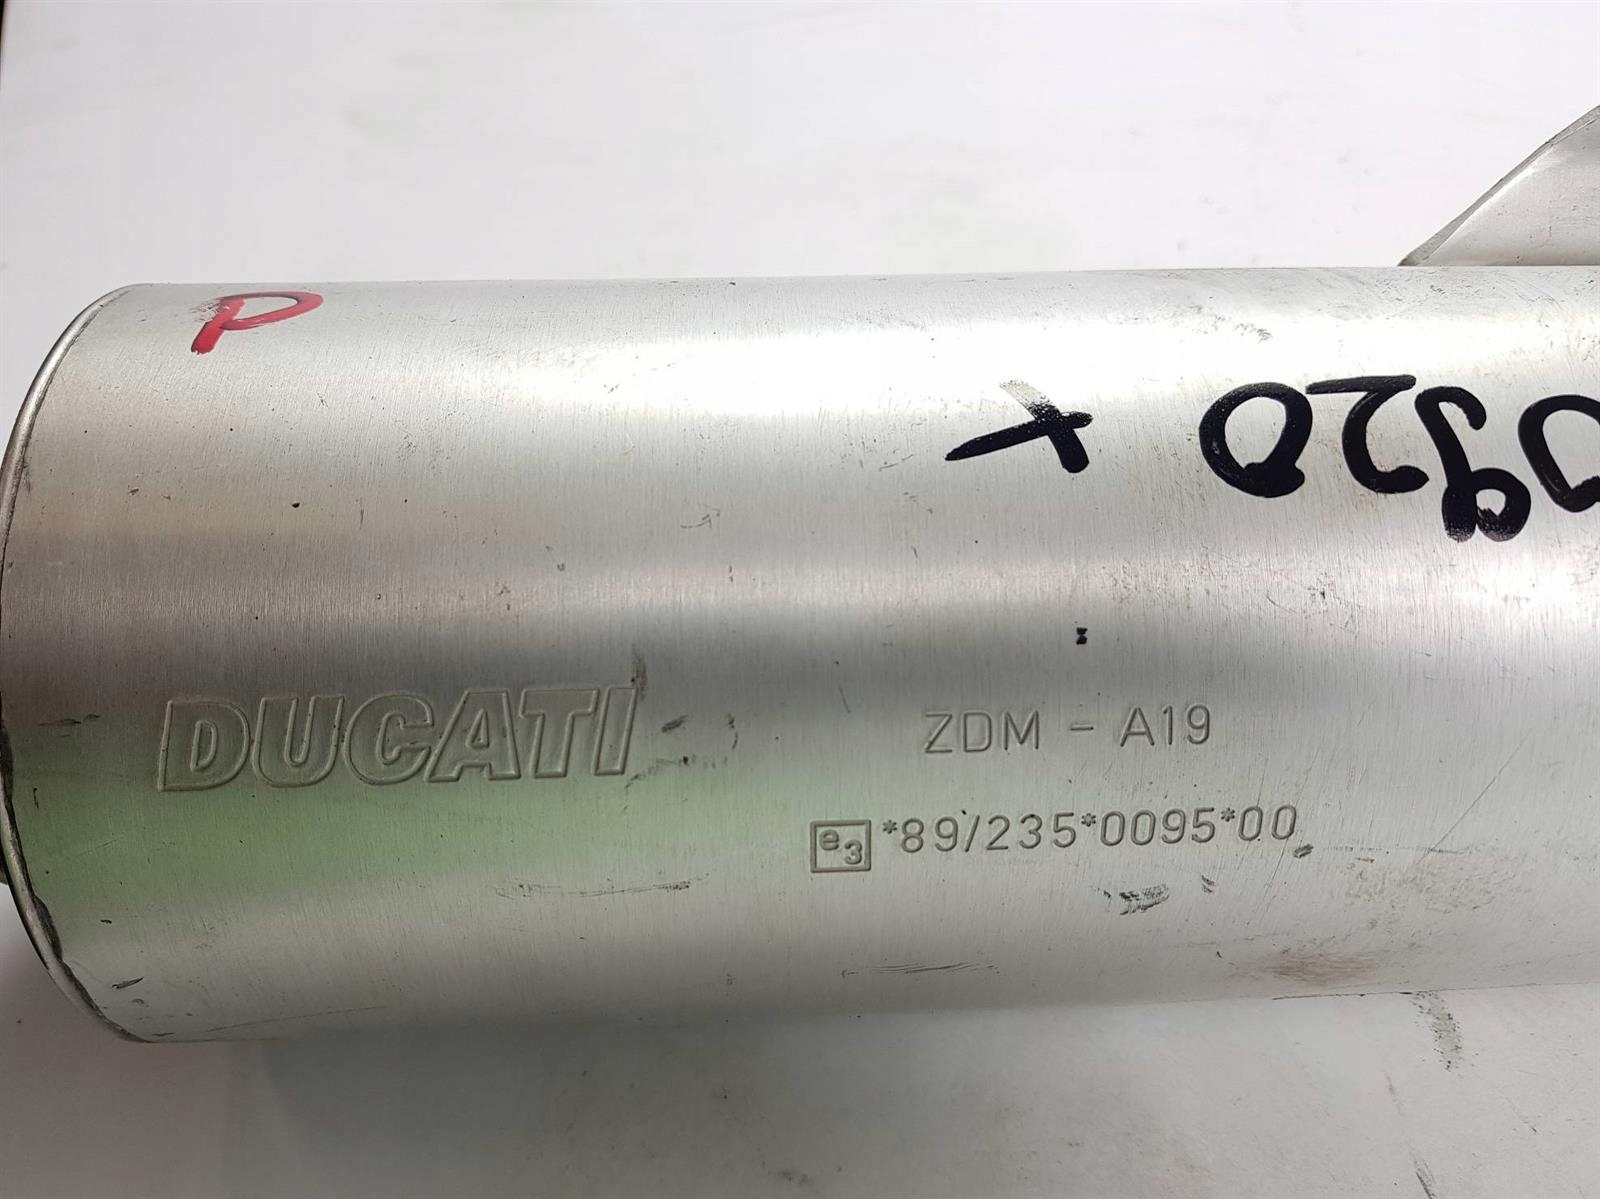 DUCATI
ZDM - A19
e3 *89/235*0095*00